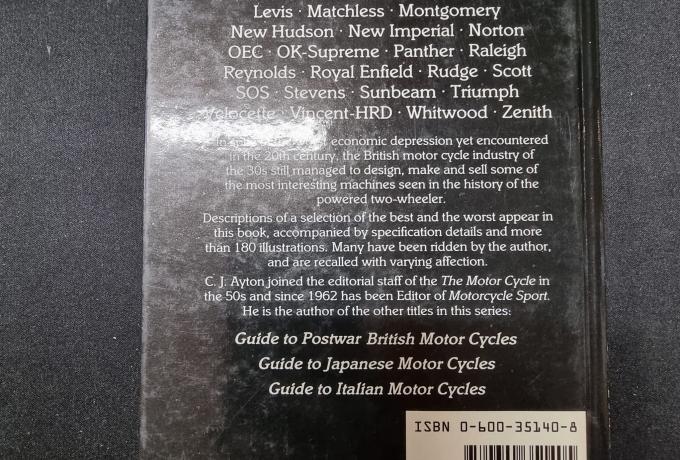 Levis · Matchless · Montgomery
New Hudson · New Imperial · Norton
OEC · OK-Supreme · Panther · Raleigh
Reynolds · Royal Enfield · Rudge · Scott
SOS · Stevens · Sunbeam · Triumph
Velocette · Vincent-HRD · Whitwood · Zenith
economic depression yet encountered
in the 20th century, the British motor cycle industry of
the 30s still managed to design, make and sell some of
the most interesting machines seen in the history of the
powered two-wheeler.
Descriptions of a selection of the best and the worst appear in
this book, accompanied by specification details and more
than 180 illustrations. Many have been ridden by the author,
and are recalled with varying affection.
C. J. Ayton joined the editorial staff of the The Motor Cycle in
the 50s and since 1962 has been Editor of Motorcycle Sport.
He is the author of the other titles in this series:
Guide to Postwar British Motor Cycles
Guide to Japanese Motor Cycles
Guide to Italian Motor Cycles
ISBN 0-600-35140-8